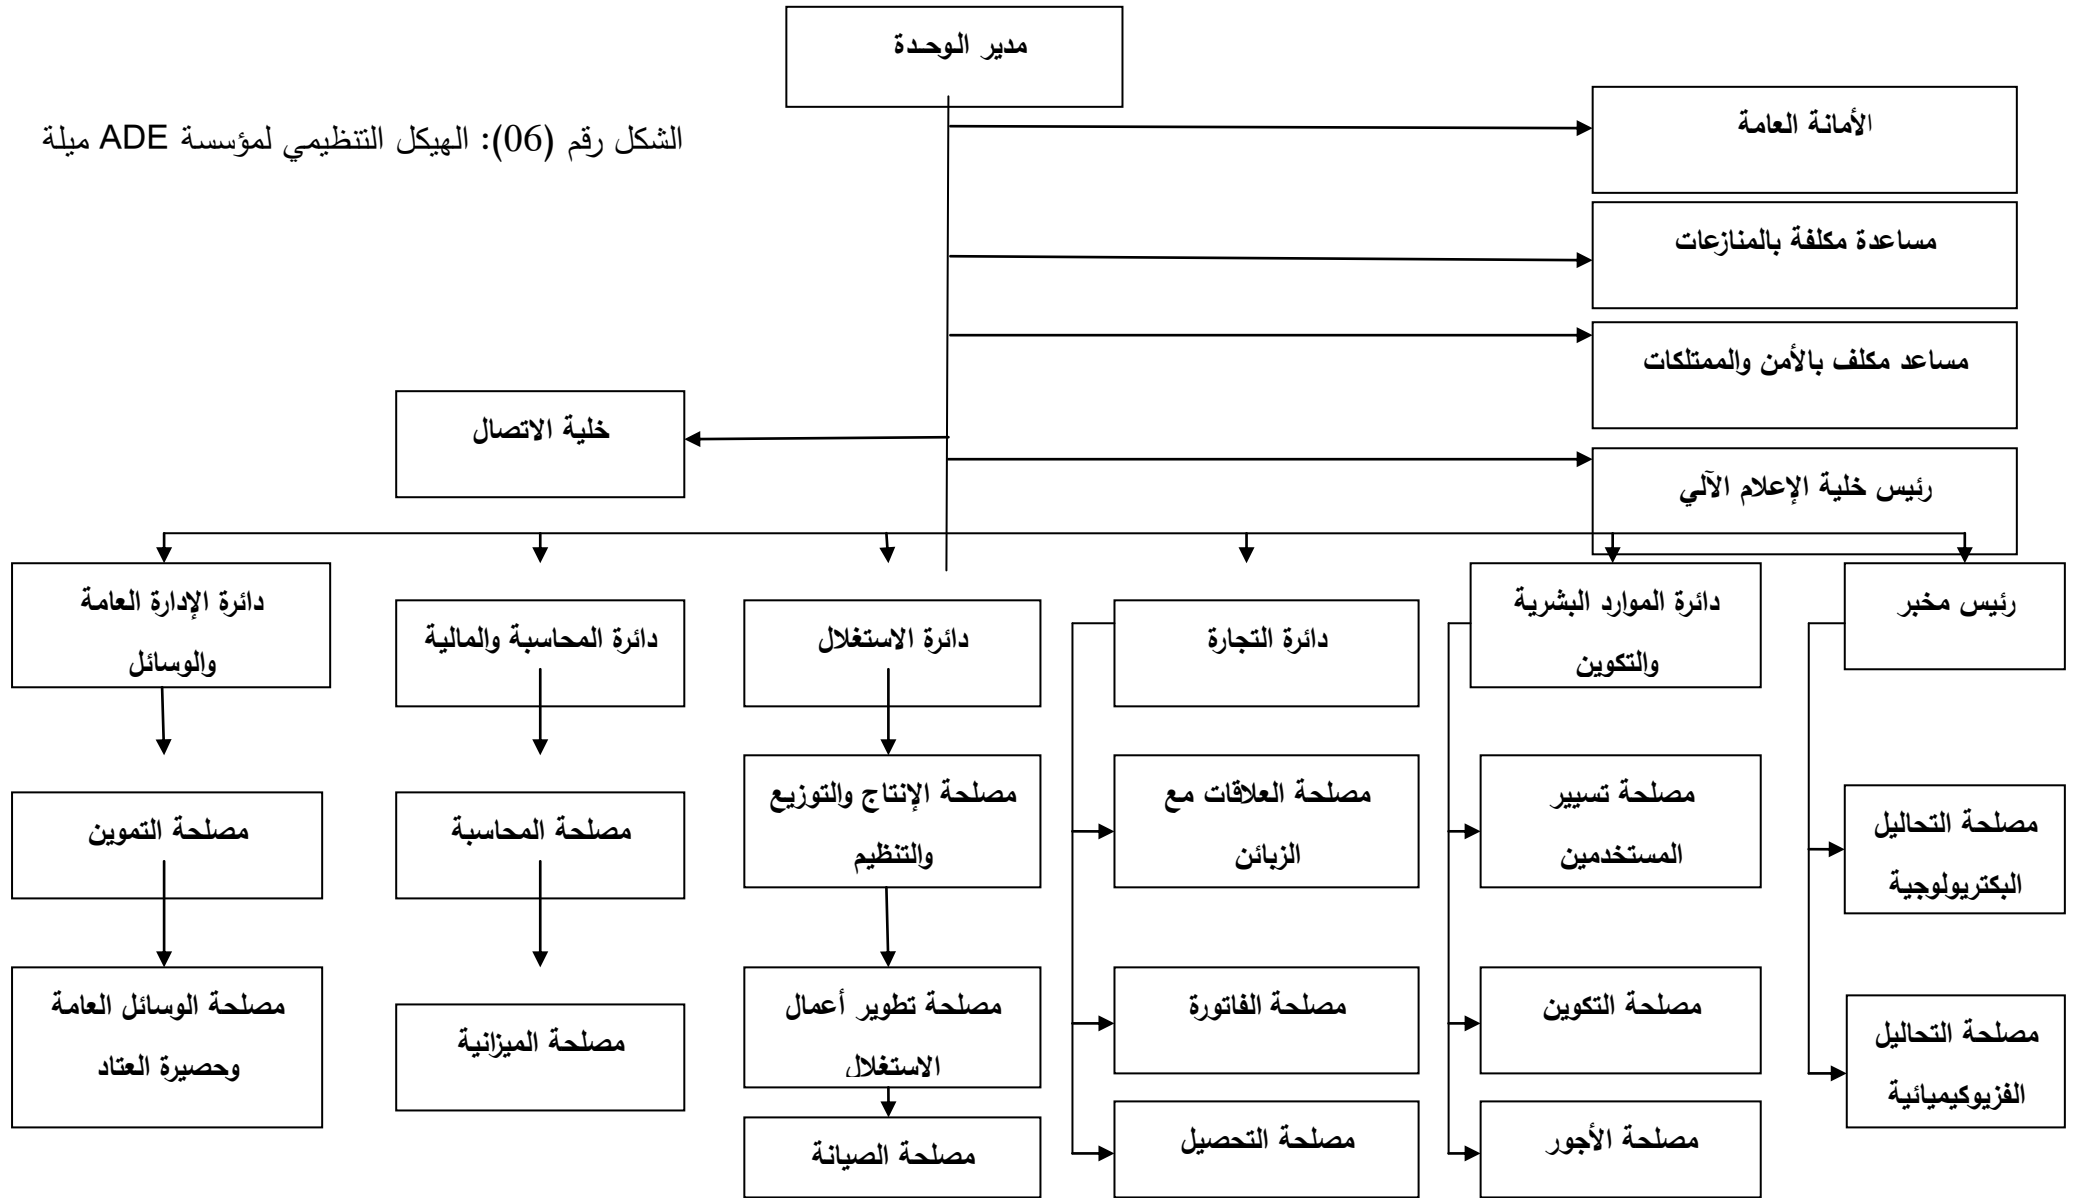 مدير الوحدة
الشكل رقم (06): الهيكل التنظيمي لمؤسسة ADE ميلة
الأمانة العامة
مساعدة مكلفة بالمنازعات
مساعد مكلف بالأمن والممتلكات
خلية الاتصال
رئيس خلية الإعلام الآلي
رئيس مخبر
دائرة الموارد البشرية
والتكوين
دائرة التجارة
دائرة الاستغلال
دائرة المحاسبة والمالية
دائرة الإدارة العامة
والوسائل
مصلحة التحاليل
البكتريولوجية
مصلحة تسيير
المستخدمين
مصلحة العلاقات مع
الزبائن
مصلحة الإنتاج والتوزيع
والتنظيم
مصلحة المحاسبة
مصلحة التموين
مصلحة التحاليل
الفزيوكيميائية
مصلحة التكوين
مصلحة الفاتورة
مصلحة تطوير أعمال
الاستغلال
مصلحة الميزانية
مصلحة الوسائل العامة
وحصيرة العتاد
مصلحة الأجور
مصلحة التحصيل
مصلحة الصيانة